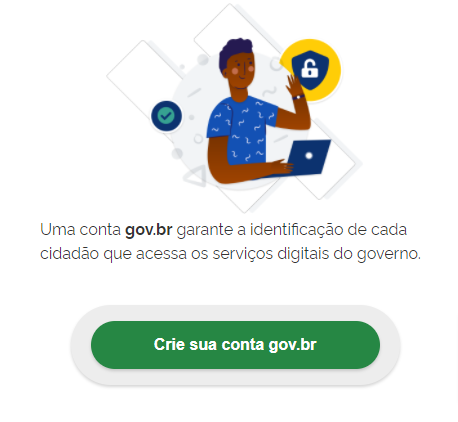 Uma conta gov.br garante a identificação de cada
cidadão que acessa os serviços digitais do governo.
Crie sua conta gov.br